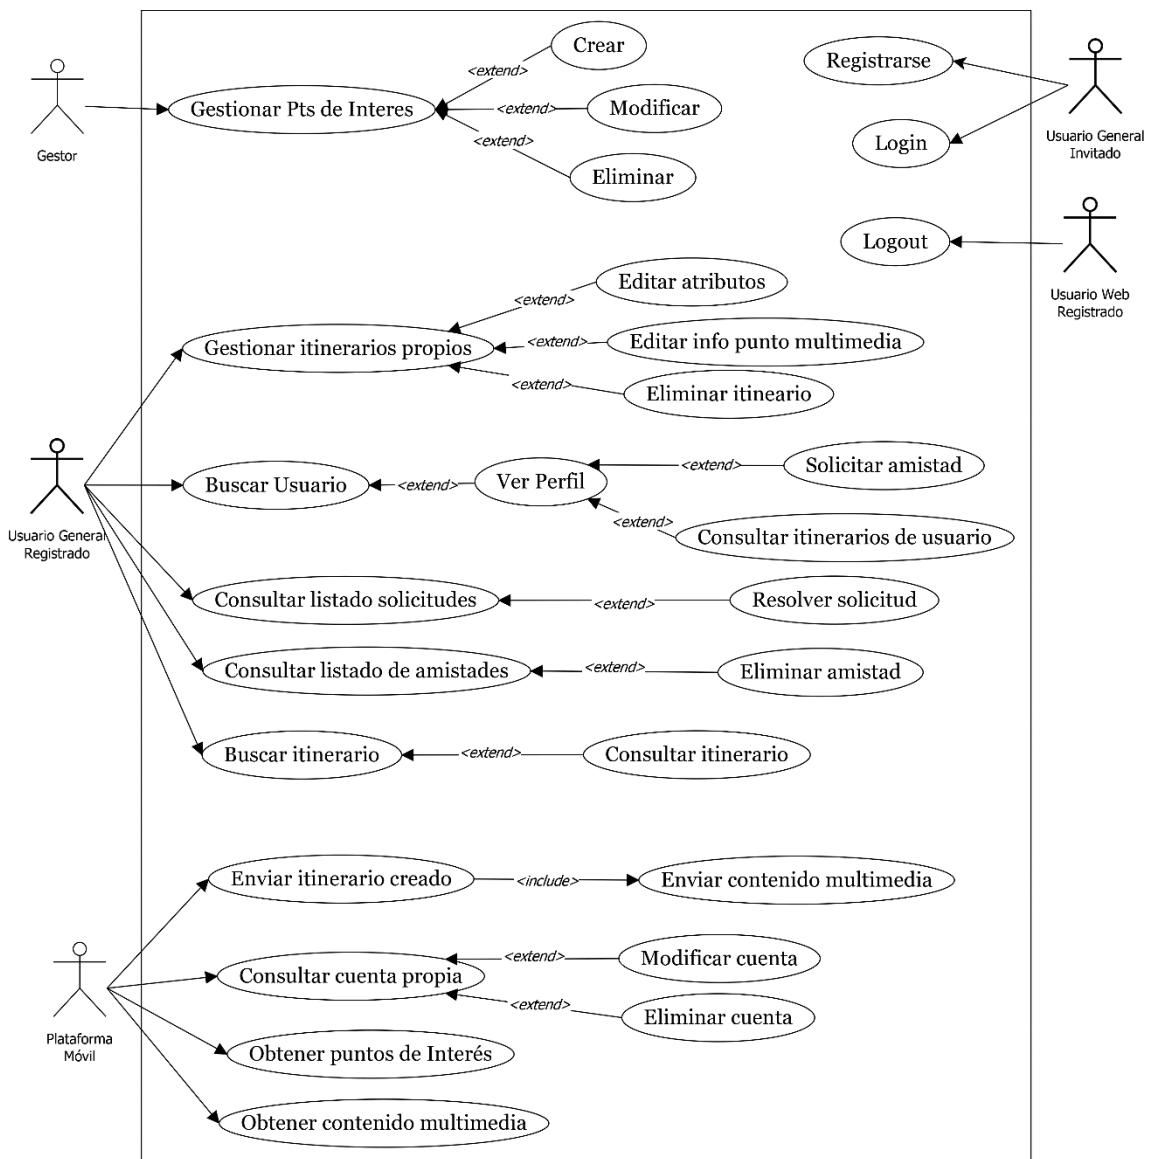 Gestor
Gestionar Pts de Interes
<extend>
Crear
<extend>
Modificar
<extend>
Eliminar
Registrarse
Login
Usuario General
Invitado
Logout
Usuario Web
Registrado
Usuario General
Registrado
Gestionar itinerarios propios
<extend>
Editar atributos
<extend>
Editar info punto multimedia
<extend>
Eliminar itineario
Buscar Usuario
<extend>
Ver Perfil
<extend>
Solicitar amistad
<extend>
Consultar itinerarios de usuario
Consultar listado solicitudes
<extend>
Resolver solicitud
Consultar listado de amistades
<extend>
Eliminar amistad
Buscar itinerario
<extend>
Consultar itinerario
Plataforma
Móvil
Enviar itinerario creado
<include>
Enviar contenido multimedia
Consultar cuenta propia
<extend>
Modificar cuenta
<extend>
Eliminar cuenta
Obtener puntos de Interés
Obtener contenido multimedia